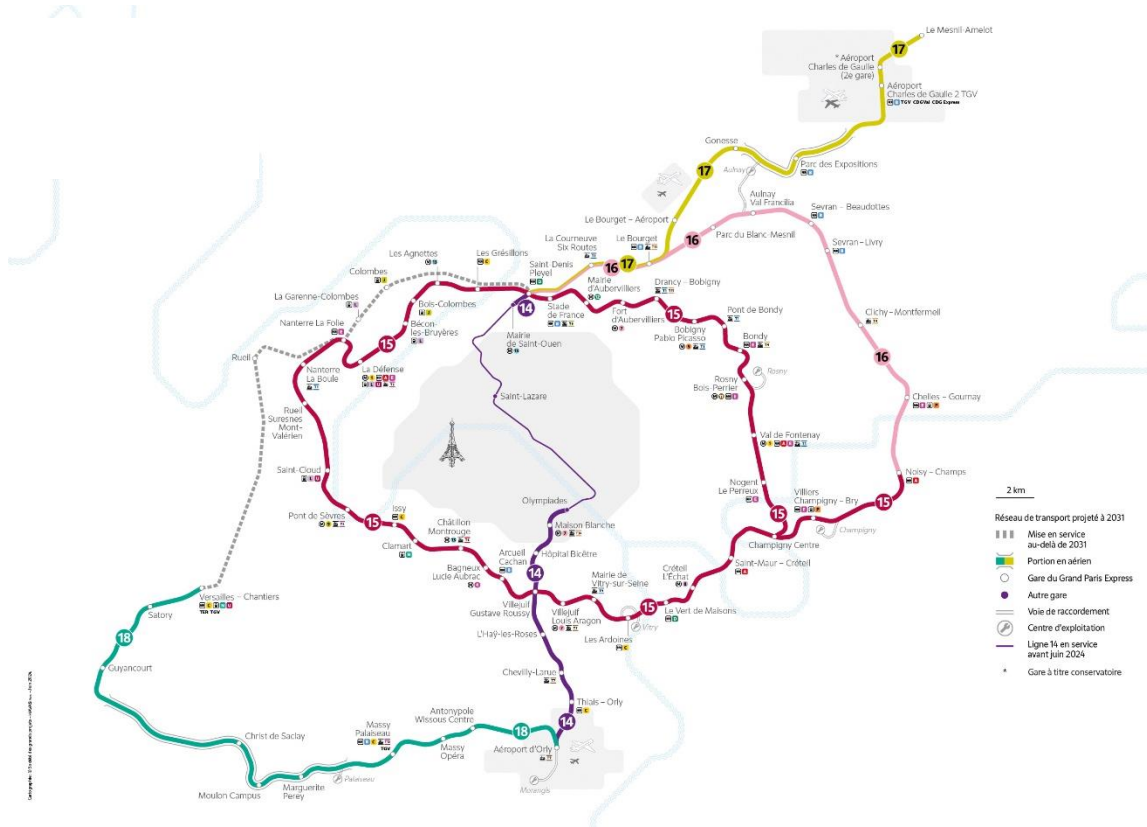 Le Mesnil-Amelot
17
* Aéroport
Charles de Gaulle
(2è gare)
Aéroport
Charles de Gaulle 2 TGV
TGV CDGVal CDG Express
Gonesse
Parc des Expositions
17
Aulnay
Aulnay
Val Francilia
Sevran – Beaudottes
Le Bourget – Aéroport
Parc du Blanc-Mesnil
Sevran – Livry
La Courneuve
Six Routes
Le Bourget
16
16
17
Les Agnettes
Les Grésillons
Saint-Denis
Pleyel
Mairie
d'Aubervilliers
Drancy – Bobigny
Colombes
La Garenne-Colombes
Bois-Colombes
14
Stade
de France
Fort
d'Aubervilliers
15
Pont de Bondy
Clichy – Montfermeil
Nanterre La Folie
Bécon-
les-Bruyères
15
Mairie
de Saint-Ouen
Bobigny
Pablo Picasso
Bondy
16
Rueil
Nanterre
La Boule
La Défense
Rosny
Rosny
Bois-Perrier
Saint-Lazare
Chelles – Gournay
Rueil
Suresnes
Mont-
Valérien
Val de Fontenay
Saint-Cloud
Noisy – Champs
Nogent
Le Perreux
Villiers
Champigny – Bry
15
Olympiades
Pont de Sèvres
15
Issy
Châtillon
Montrouge
Maison Blanche
15
Champigny
Champigny Centre
Clamart
Arcueil
Cachan
Hôpital Bicêtre
Saint-Maur – Créteil
Bagneux
Lucie Aubrac
14
Mairie de
Vitry-sur-Seine
Créteil
L'Échat
Versailles – Chantiers
TER TGV
Villejuif
Gustave Roussy
Villejuif
Louis Aragon
15
Le Vert de Maisons
Vitry
Les Ardoines
Satory
18
L'Haÿ-les-Roses
Guyancourt
Chevilly-Larue
Thiais – Orly
14
Antonypole
Wissous Centre
18
Massy
Palaiseau
TGV
Massy
Opéra
Aéroport d'Orly
Christ de Saclay
Palaiseau
Morangis
Moulon Campus
Marguerite
Perey
2 km
Réseau de transport projeté à 2031
Mise en service
au-delà de 2031
Portion en aérien
Gare du Grand Paris Express
Autre gare
Voie de raccordement
Centre d'exploitation
Ligne 14 en service
avant juin 2024
* Gare à titre conservatoire